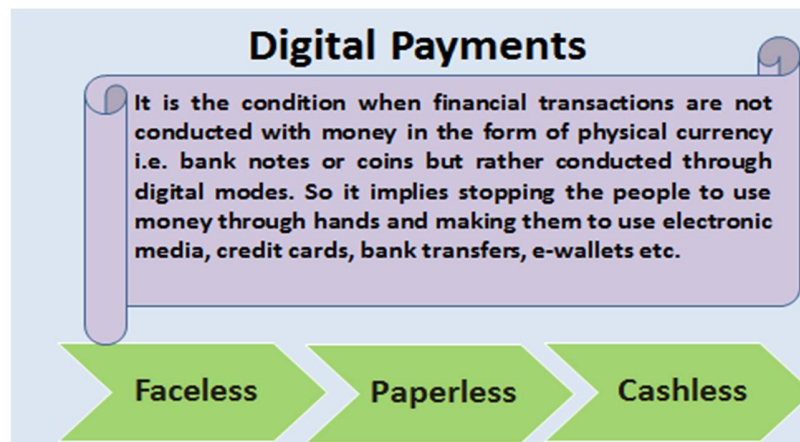 Digital Payments
It is the condition when financial transactions are not
conducted with money in the form of physical currency
i.e. bank notes or coins but rather conducted through
digital modes. So it implies stopping the people to use
money through hands and making them to use electronic
media, credit cards, bank transfers, e-wallets etc.
Faceless
Paperless
Cashless